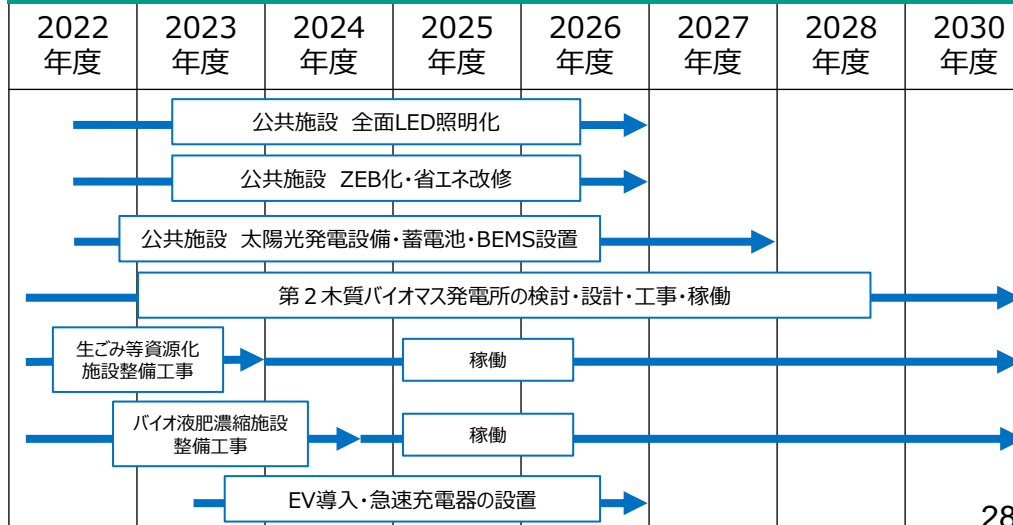 2022
年度
2023
年度
2024
年度
2025
年度
2026
年度
2027
年度
2028
年度
2030
年度
公共施設 全面LED照明化
公共施設 ZEB化・省エネ改修
公共施設 太陽光発電設備・蓄電池・BEMS設置
第２木質バイオマス発電所の検討・設計・工事・稼働
生ごみ等資源化
施設整備工事
稼働
バイオ液肥濃縮施設
整備工事
稼働
EV導入・急速充電器の設置
28